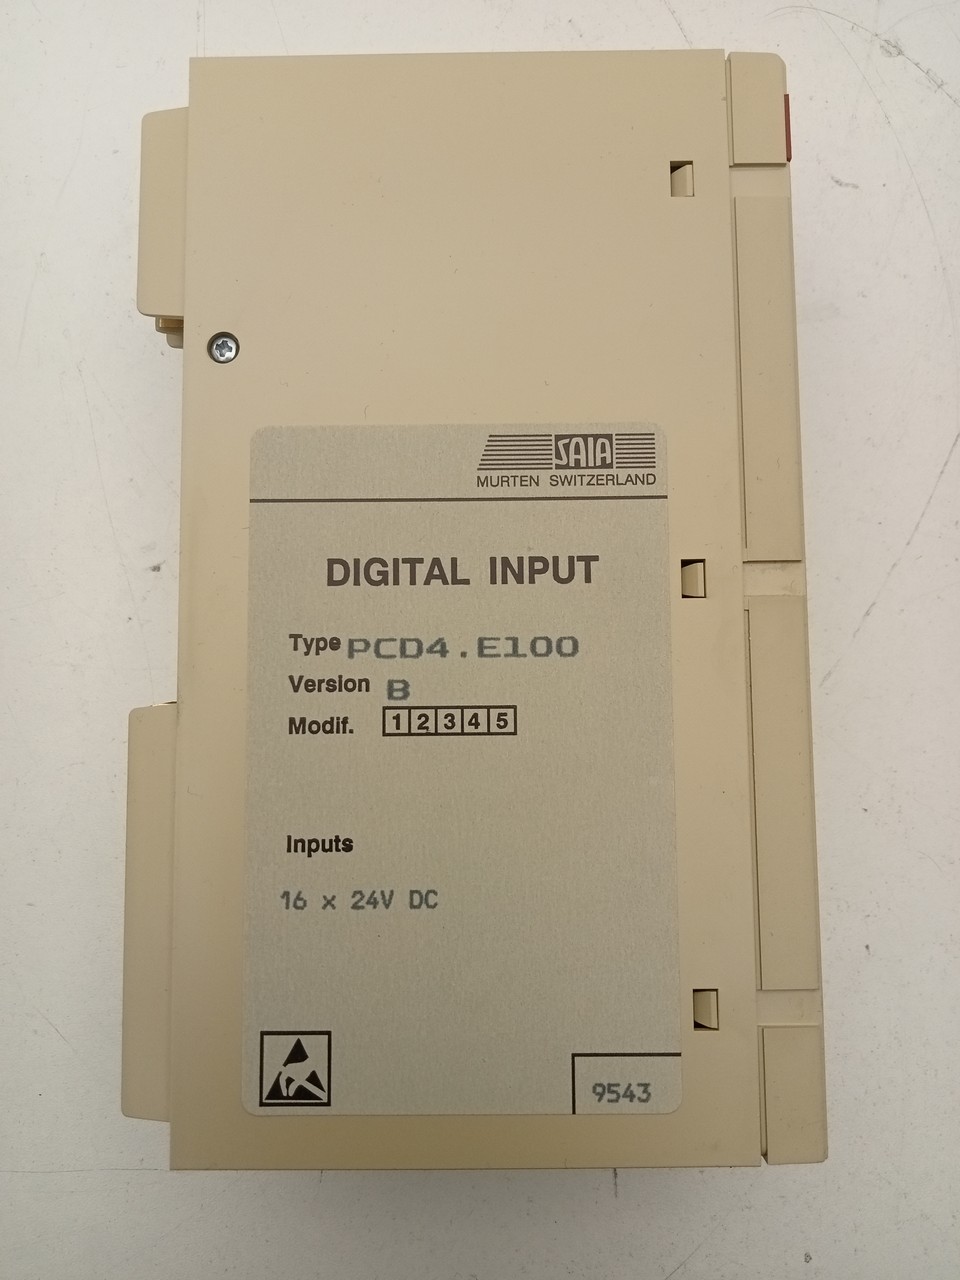 SAIA
MURTEN SWITZERLAND
DIGITAL INPUT
Type PCD4.E100
Version B
Modif. 1 2 3 4 5
Inputs
16 x 24V DC
9543